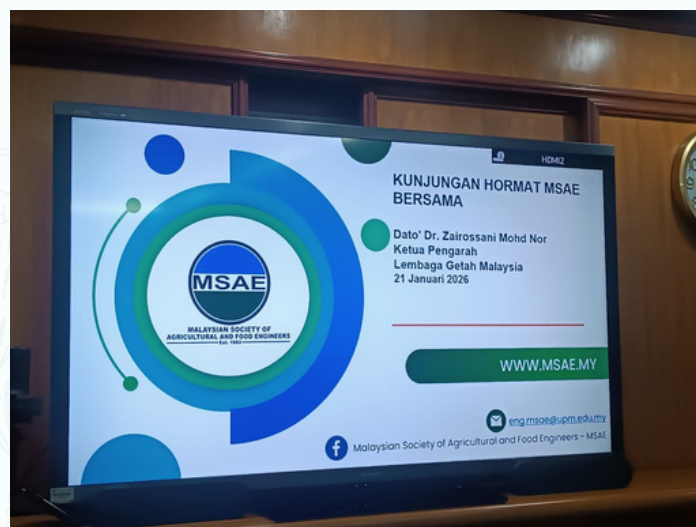 HDMI2
KUNJUNGAN HORMAT MSAE
BERSAMA
Dato' Dr. Zairossani Mohd Nor
Ketua Pengarah
Lembaga Getah Malaysia
21 Januari 2026
MSAE
MALAYSIAN SOCIETY OF
AGRICULTURAL AND FOOD ENGINEERS
WWW.MSAE.MY
eng.msae@upm.edu.my
Malaysian Society of Agricultural and Food Engineers - MSAE